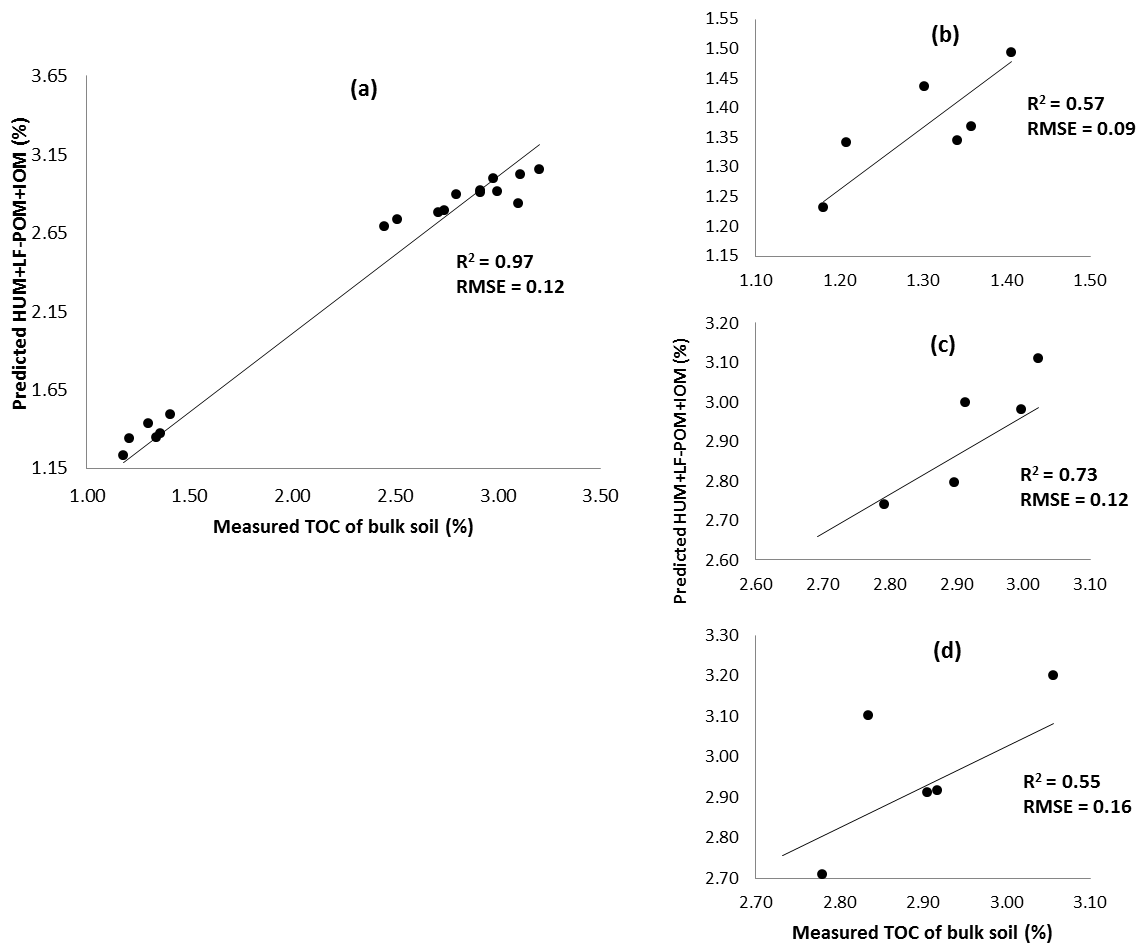 (a)
Predicted HUM+LF-POM+IOM (%)
3.65
3.15
2.65
2.15
1.65
1.15
R² = 0.97
RMSE = 0.12
1.00 1.50 2.00 2.50 3.00 3.50
Measured TOC of bulk soil (%)
(b)
1.55
1.50
1.45
1.40
1.35
1.30
1.25
1.20
1.15
R² = 0.57
RMSE = 0.09
1.10 1.20 1.30 1.40 1.50
Predicted HUM+LF-POM+IOM (%)
(c)
3.20
3.10
3.00
2.90
2.80
2.70
2.60
R² = 0.73
RMSE = 0.12
2.60 2.70 2.80 2.90 3.00 3.10
(d)
3.30
3.20
3.10
3.00
2.90
2.80
2.70
R² = 0.55
RMSE = 0.16
2.70 2.80 2.90 3.00 3.10
Measured TOC of bulk soil (%)